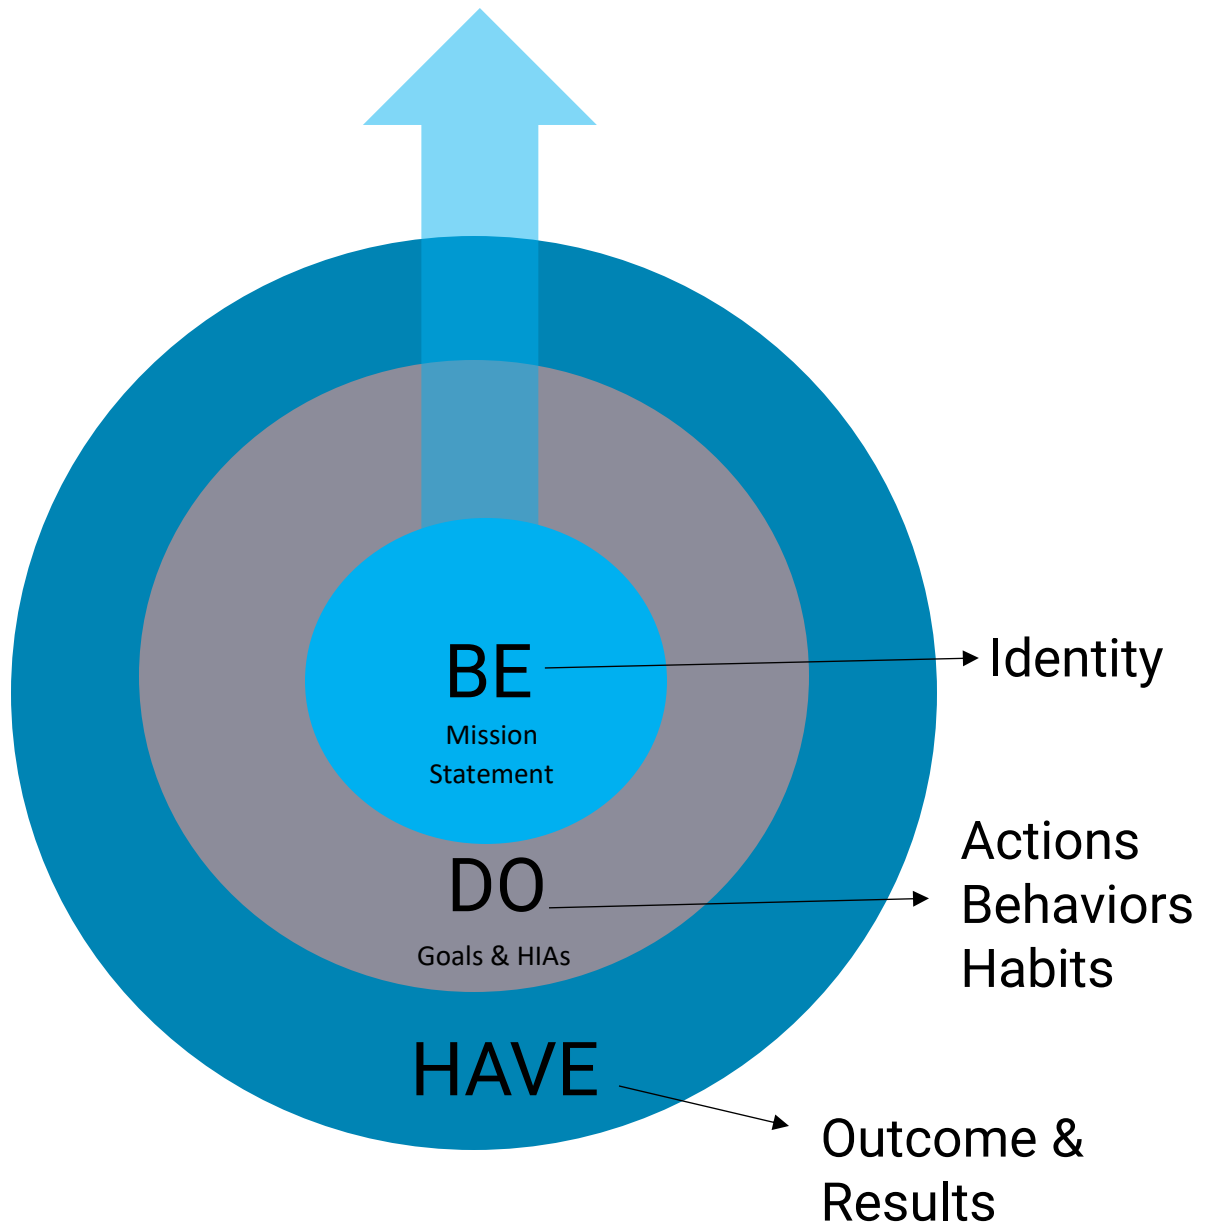 BE
Mission
Statement
Identity
DO
Goals & HIAs
Actions
Behaviors
Habits
HAVE
Outcome &
Results